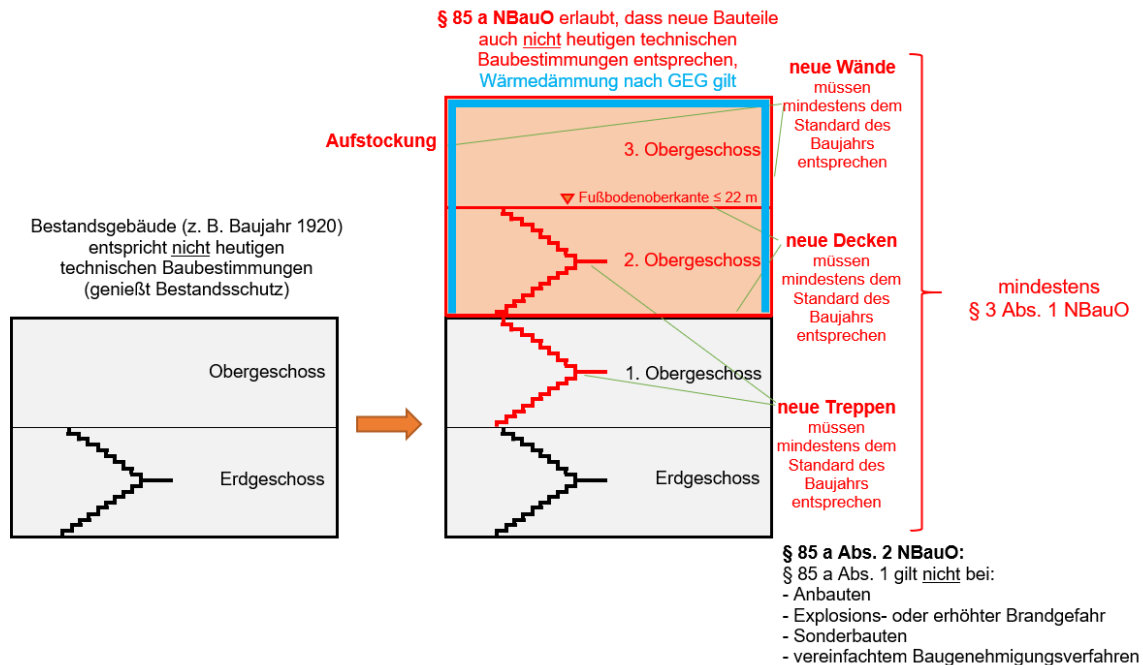 § 85 a NBauO erlaubt, dass neue Bauteile
auch nicht heutigen technischen
Baubestimmungen entsprechen,
Wärmedämmung nach GEG gilt
Aufstockung
3. Obergeschoss
Fußbodenoberkante ≤ 22 m
2. Obergeschoss
1. Obergeschoss
Erdgeschoss
Bestandsgebäude (z. B. Baujahr 1920)
entspricht nicht heutigen
technischen Baubestimmungen
(genießt Bestandsschutz)
Obergeschoss
Erdgeschoss
neue Wände
müssen
mindestens dem
Standard des
Baujahrs
entsprechen
neue Decken
müssen
mindestens dem
Standard des
Baujahrs
entsprechen
neue Treppen
müssen
mindestens dem
Standard des
Baujahrs
entsprechen
mindestens
§ 3 Abs. 1 NBauO
§ 85 a Abs. 2 NBauO:
§ 85 a Abs. 1 gilt nicht bei:
- Anbauten
- Explosions- oder erhöhter Brandgefahr
- Sonderbauten
- vereinfachtem Baugenehmigungsverfahren